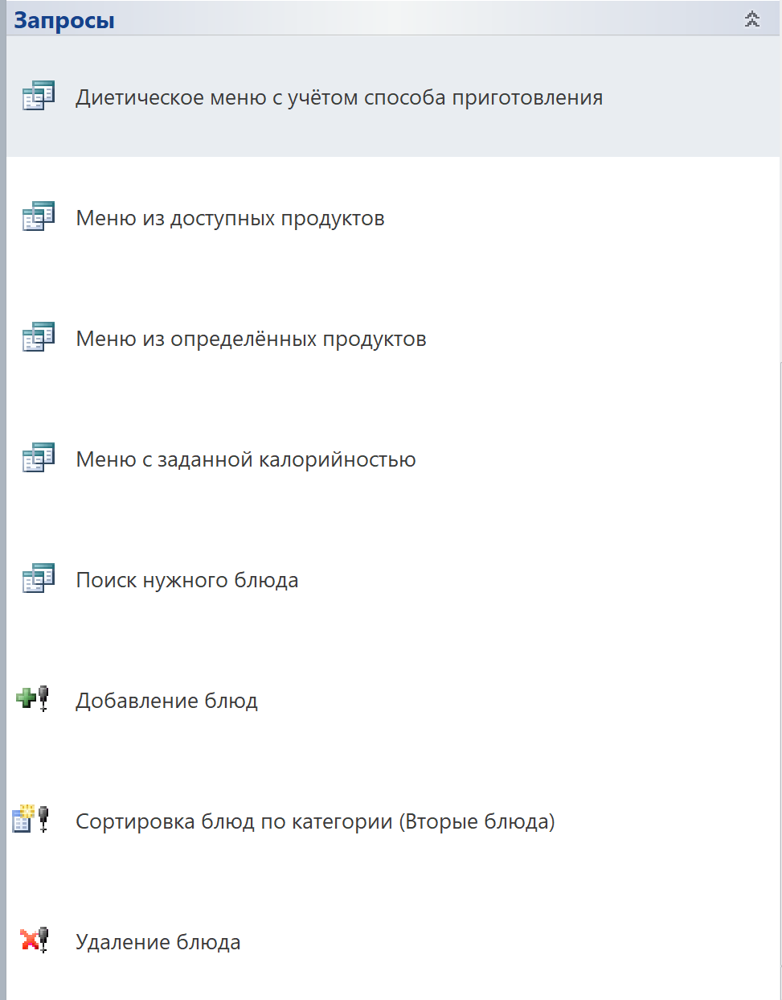 Запросы
Диетическое меню с учётом способа приготовления
Меню из доступных продуктов
Меню из определённых продуктов
Меню с заданной калорийностью
Поиск нужного блюда
Добавление блюд
Сортировка блюд по категории (Вторые блюда)
Удаление блюда